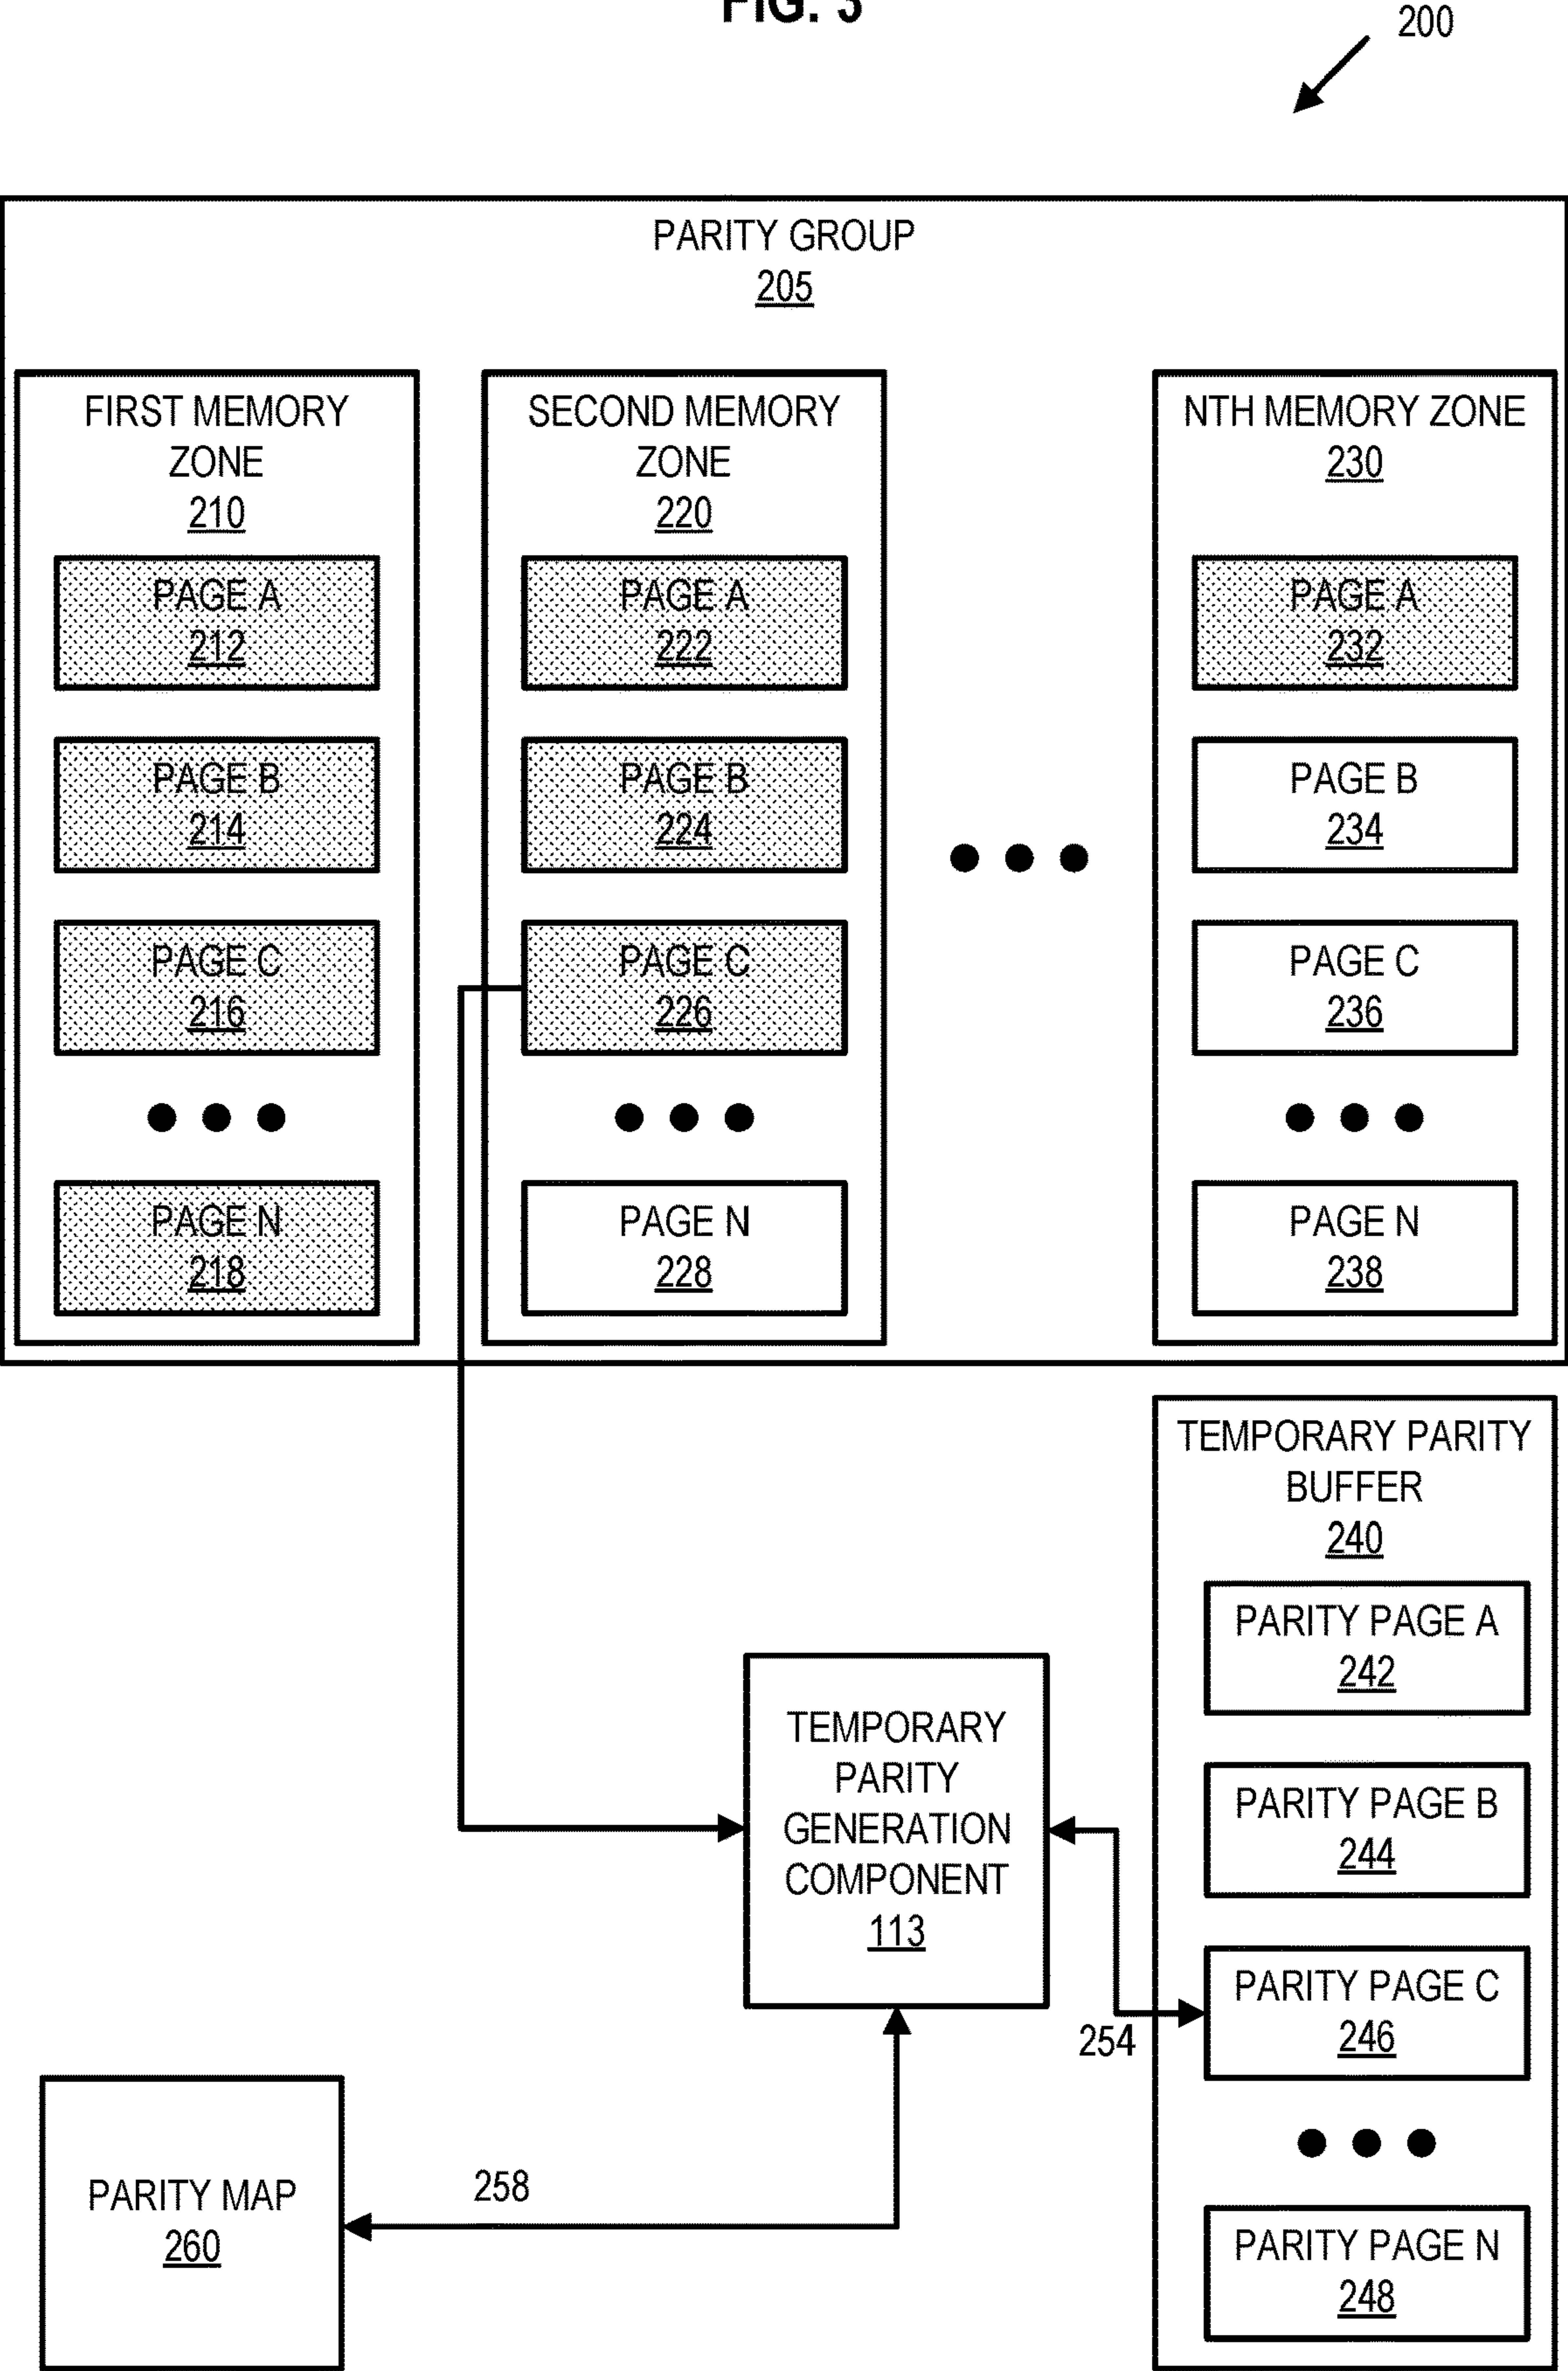 FIG. 3
200
PARITY GROUP
205
FIRST MEMORY
ZONE
210
PAGE A
212
PAGE B
214
PAGE C
216
PAGE N
218
SECOND MEMORY
ZONE
220
PAGE A
222
PAGE B
224
PAGE C
226
PAGE N
228
NTH MEMORY ZONE
230
PAGE A
232
PAGE B
234
PAGE C
236
PAGE N
238
TEMPORARY PARITY
BUFFER
240
PARITY PAGE A
242
PARITY PAGE B
244
PARITY PAGE C
246
PARITY PAGE N
248
TEMPORARY
PARITY
GENERATION
COMPONENT
113
254
258
PARITY MAP
260